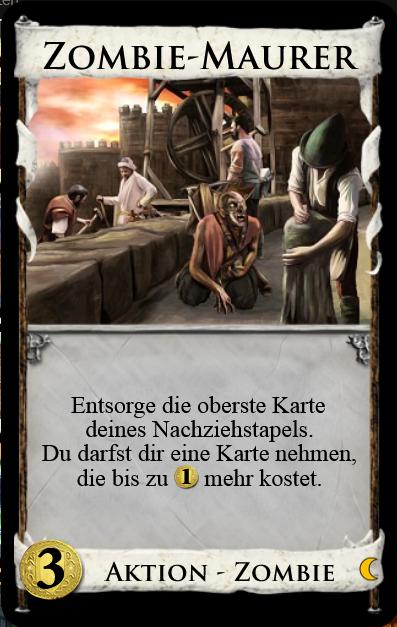 Zombie-Maurer
Entsorge die oberste Karte
deines Nachziehstapels.
Du darfst dir eine Karte nehmen,
die bis zu 1 mehr kostet.
3
Aktion - Zombie